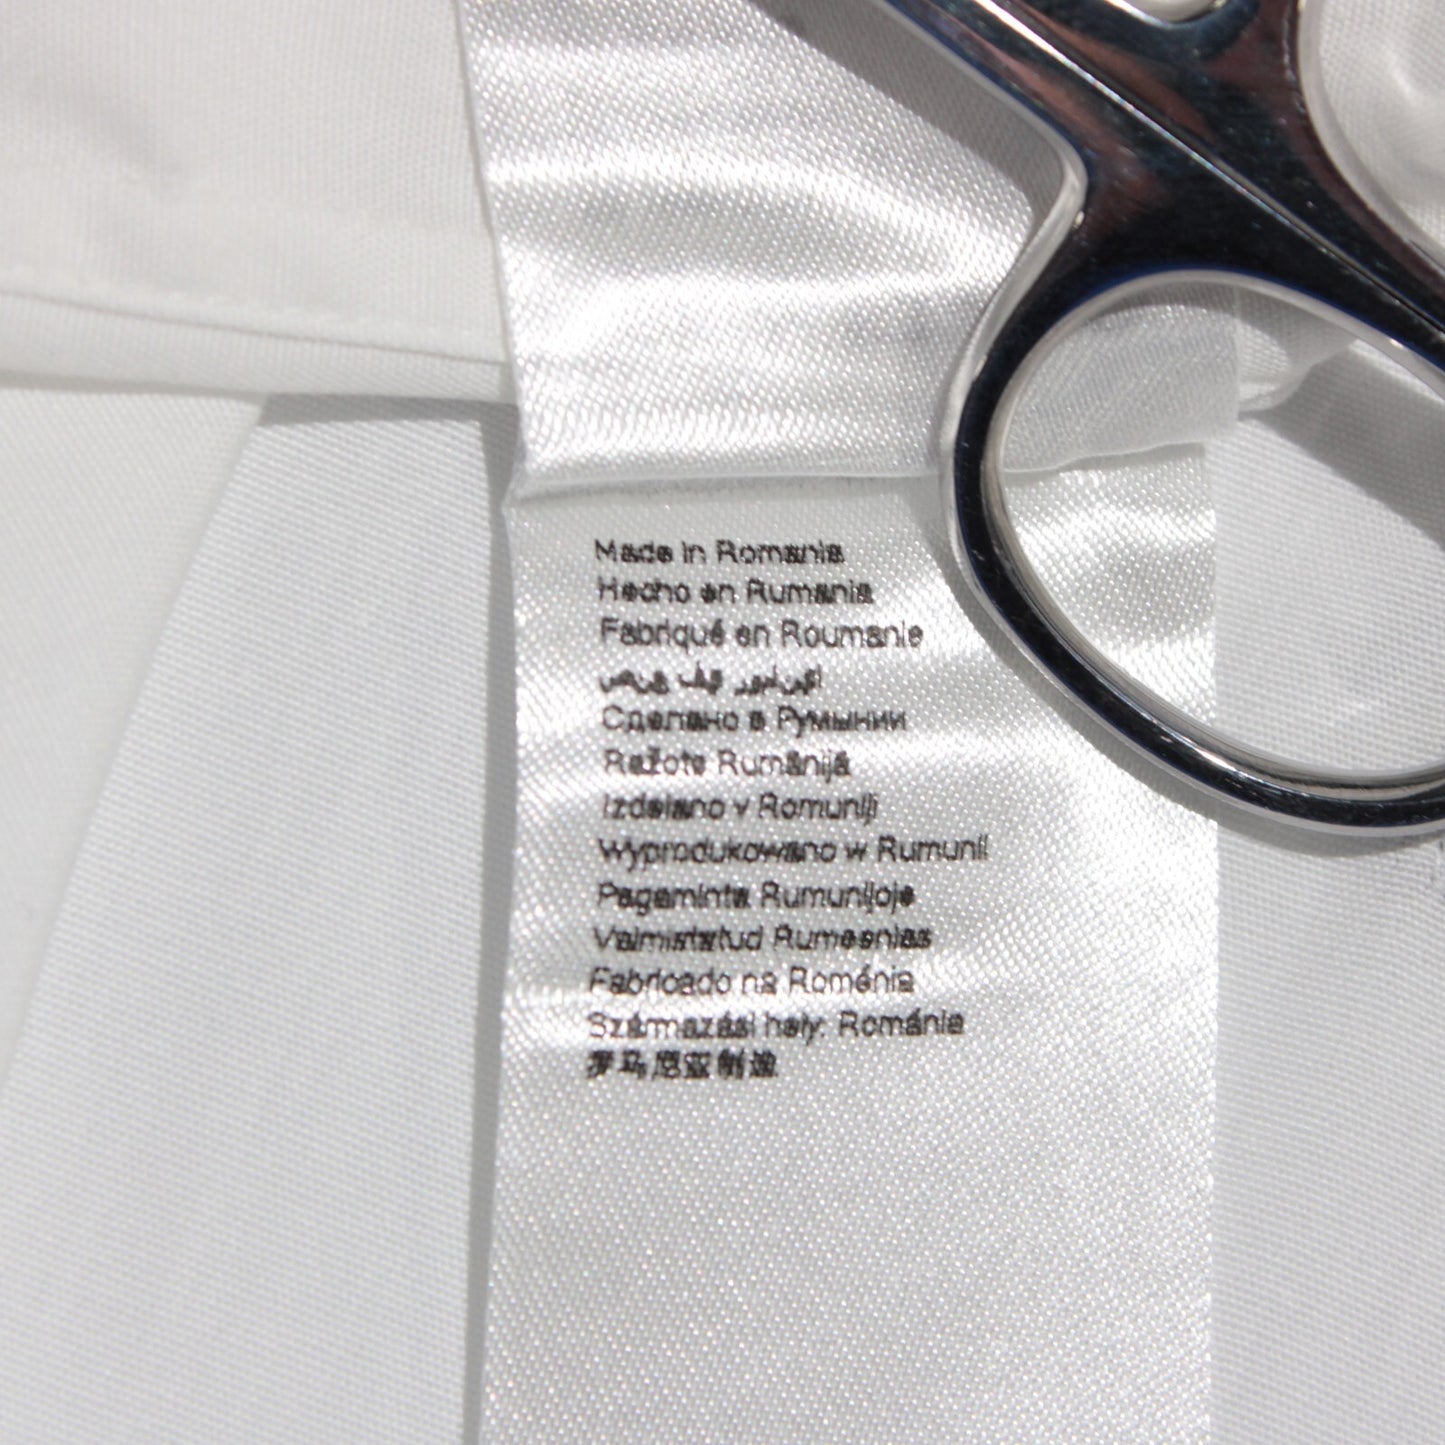 Made in Romania
Hecho en Rumania
Fabriqué en Roumanie
Сделано в Румынии
Ražots Rumānijā
Izdelano v Romuniji
Wyprodukowano w Rumunii
Pagaminta Rumunijoje
Valmistatud Rumeenias
Fabricado na Roménia
Származási hely: Románia
罗马尼亚制造